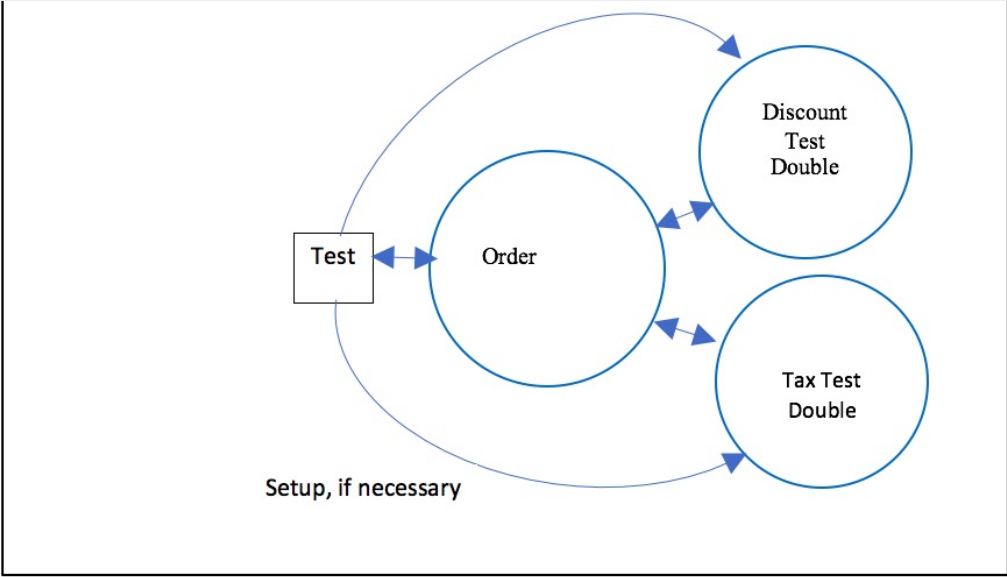 Discount
Test
Double
Test
Order
Tax Test
Double
Setup, if necessary